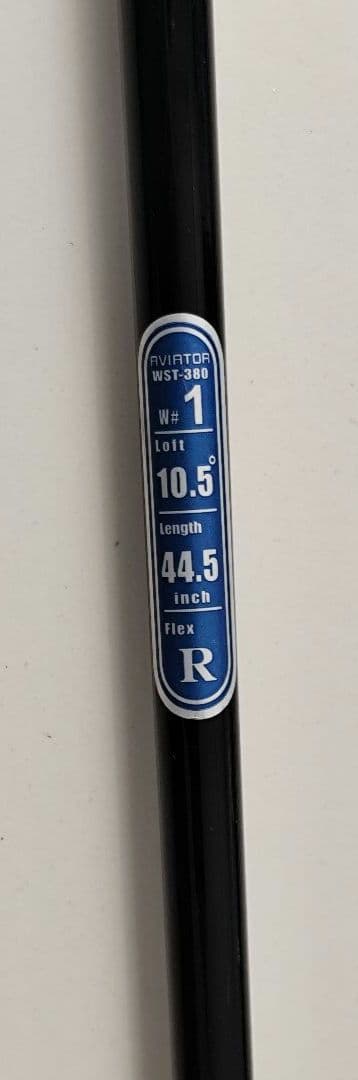 AVIATOR
WST-380
W# 1
Loft
10.5°
Length
44.5
inch
Flex
R